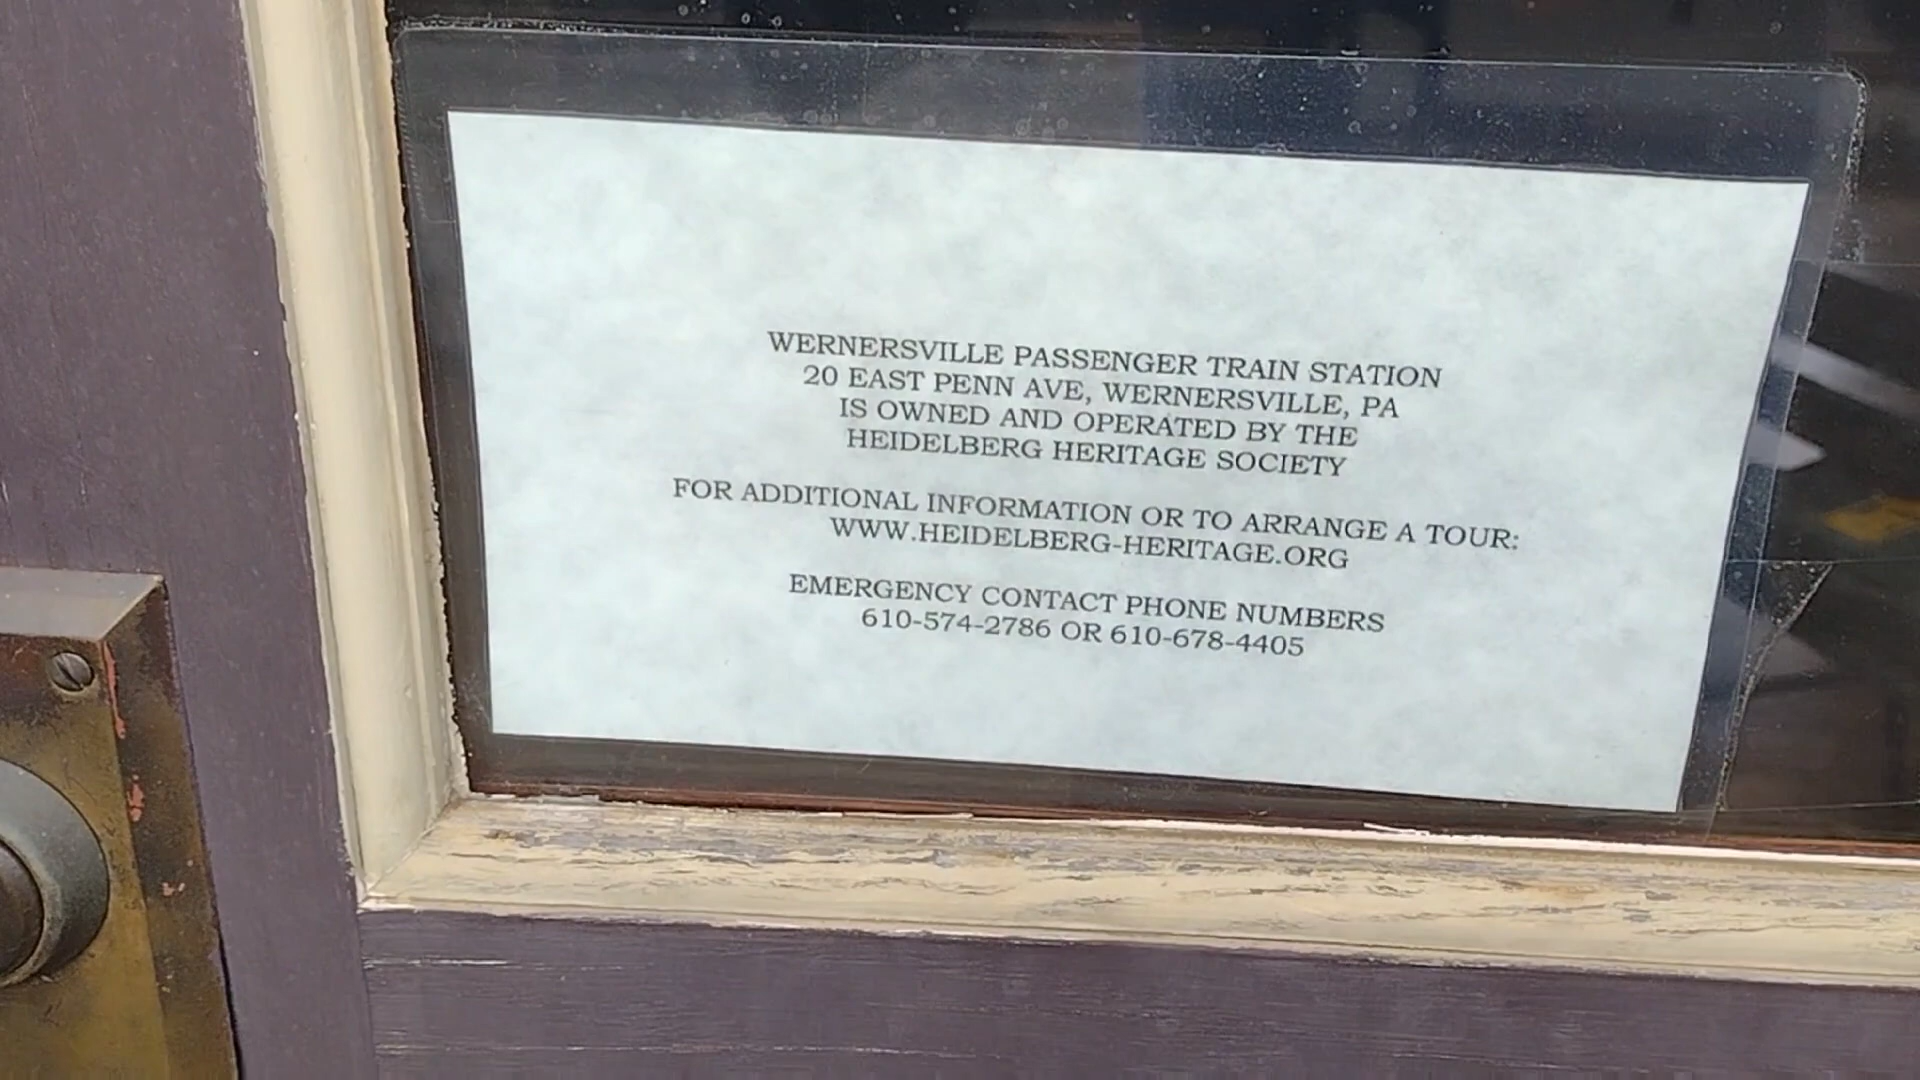 WERNERSVILLE PASSENGER TRAIN STATION
20 EAST PENN AVE, WERNERSVILLE, PA
IS OWNED AND OPERATED BY THE
HEIDELBERG HERITAGE SOCIETY
FOR ADDITIONAL INFORMATION OR TO ARRANGE A TOUR:
WWW.HEIDELBERG-HERITAGE.ORG
EMERGENCY CONTACT PHONE NUMBERS
610-574-2786 OR 610-678-4405